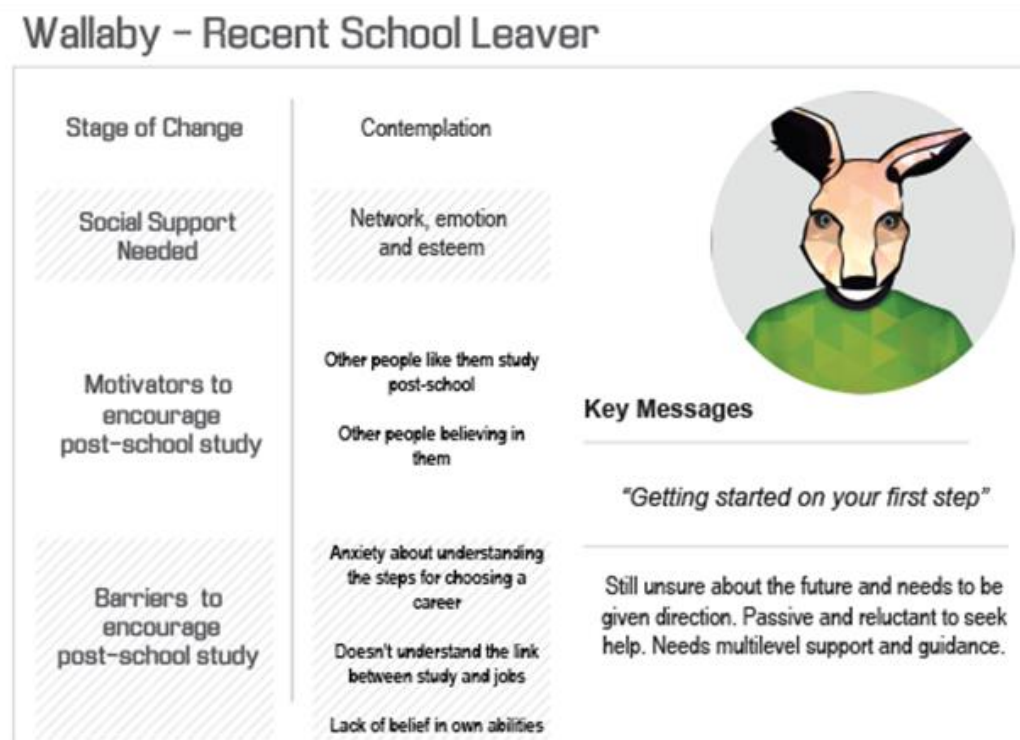 Wallaby – Recent School Leaver
Stage of Change
Contemplation
Social Support
Needed
Network, emotion
and esteem
Motivators to
encourage
post-school study
Other people like them study
post-school
Other people believing in
them
Barriers to
encourage
post-school study
Anxiety about understanding
the steps for choosing a
career
Doesn't understand the link
between study and jobs
Lack of belief in own abilities
Key Messages
"Getting started on your first step"
Still unsure about the future and needs to be
given direction. Passive and reluctant to seek
help. Needs multilevel support and guidance.